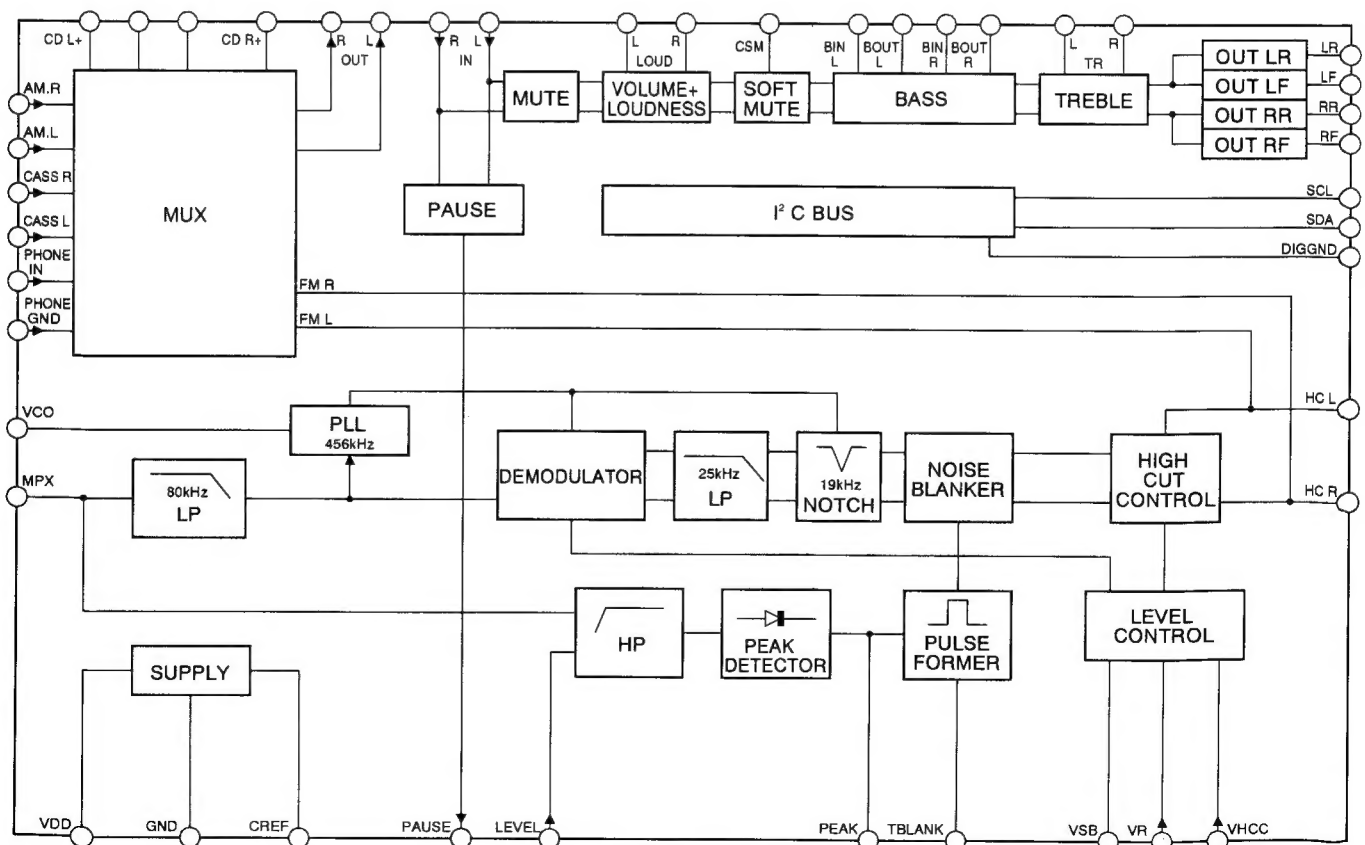 CD L+
CD R+
R
L
OUT
R
L
IN
L
R
LOUD
CSM
BIN
L
BOUT
L
BIN
R
BOUT
R
L
R
TR
OUT LR
LR
OUT LF
LF
OUT RR
RR
OUT RF
RF
AM.R
AM.L
CASS R
CASS L
PHONE
IN
PHONE
GND
MUX
MUTE
VOLUME+
LOUDNESS
SOFT
MUTE
BASS
TREBLE
PAUSE
I² C BUS
SCL
SDA
DIGGND
FM R
FM L
VCO
PLL
456kHz
HC L
MPX
80kHz
LP
DEMODULATOR
25kHz
LP
19kHz
NOTCH
NOISE
BLANKER
HIGH
CUT
CONTROL
HC R
HP
PEAK
DETECTOR
PULSE
FORMER
LEVEL
CONTROL
SUPPLY
VDD
GND
CREF
PAUSE
LEVEL
PEAK
TBLANK
VSB
VR
VHCC